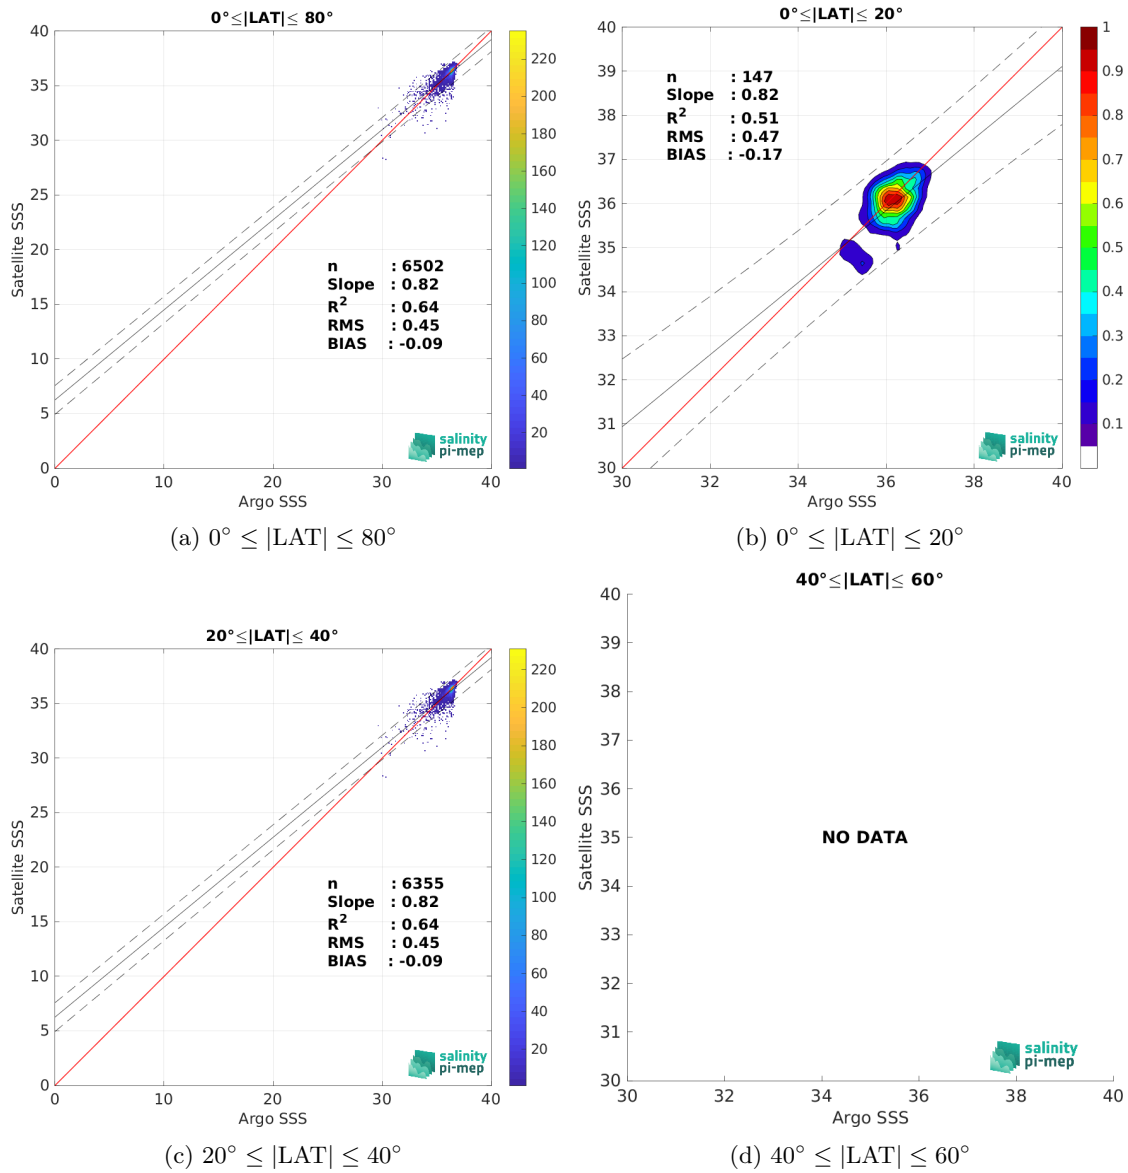 0°≤|LAT|≤ 80°
40
35
30
25
20
15
10
5
0
Satellite SSS
n : 6502
Slope : 0.82
R² : 0.64
RMS : 0.45
BIAS : -0.09
salinity
pi-mep
0 10 20 30 40
Argo SSS
220
200
180
160
140
120
100
80
60
40
20
(a) 0° ≤ |LAT| ≤ 80°
0°≤|LAT|≤ 20°
40
39
38
37
36
35
34
33
32
31
30
Satellite SSS
n : 147
Slope : 0.82
R² : 0.51
RMS : 0.47
BIAS : -0.17
salinity
pi-mep
30 32 34 36 38 40
Argo SSS
1
0.9
0.8
0.7
0.6
0.5
0.4
0.3
0.2
0.1
(b) 0° ≤ |LAT| ≤ 20°
20°≤|LAT|≤ 40°
40
35
30
25
20
15
10
5
0
Satellite SSS
n : 6355
Slope : 0.82
R² : 0.64
RMS : 0.45
BIAS : -0.09
salinity
pi-mep
0 10 20 30 40
Argo SSS
220
200
180
160
140
120
100
80
60
40
20
(c) 20° ≤ |LAT| ≤ 40°
40°≤|LAT|≤ 60°
40
39
38
37
36
35
34
33
32
31
30
Satellite SSS
NO DATA
salinity
pi-mep
30 32 34 36 38 40
Argo SSS
(d) 40° ≤ |LAT| ≤ 60°